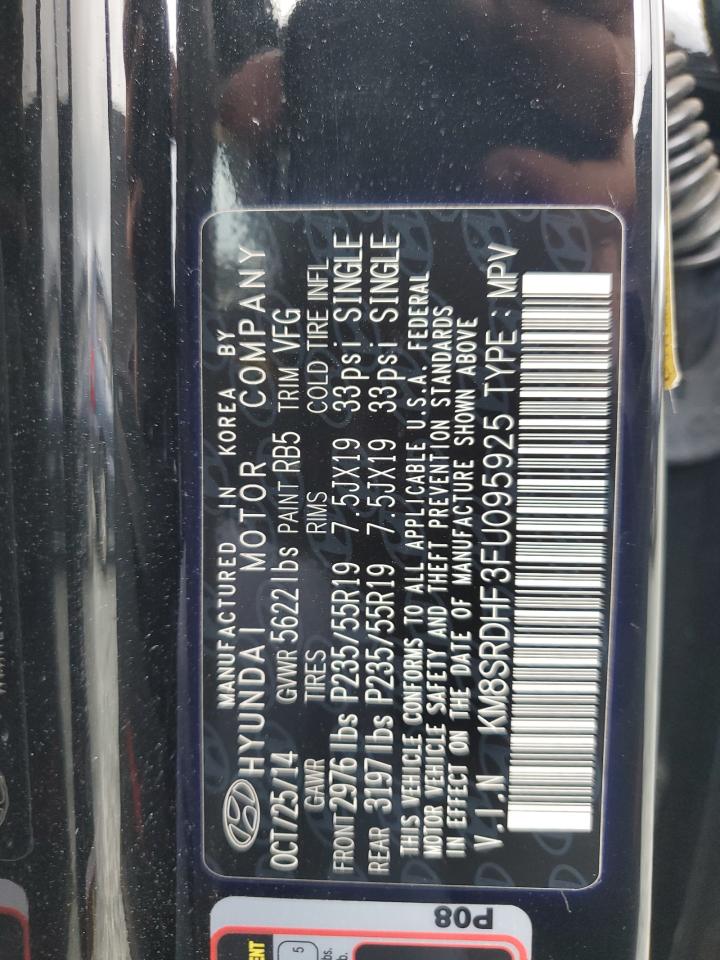 MANUFACTURED IN KOREA BY
HYUNDAI MOTOR COMPANY
OCT/25/14 GVWR 5622 lbs PAINT RB5 TRIM VFG
GAWR TIRES RIMS COLD TIRE INFL
FRONT 2976 lbs P235/55R19 7.5JX19 33psi SINGLE
REAR 3197 lbs P235/55R19 7.5JX19 33psi SINGLE
THIS VEHICLE CONFORMS TO ALL APPLICABLE U.S.A. FEDERAL
MOTOR VEHICLE SAFETY AND THEFT PREVENTION STANDARDS
IN EFFECT ON THE DATE OF MANUFACTURE SHOWN ABOVE
V.I.N KM8SRDHF3FU095925 TYPE : MPV
P08
5